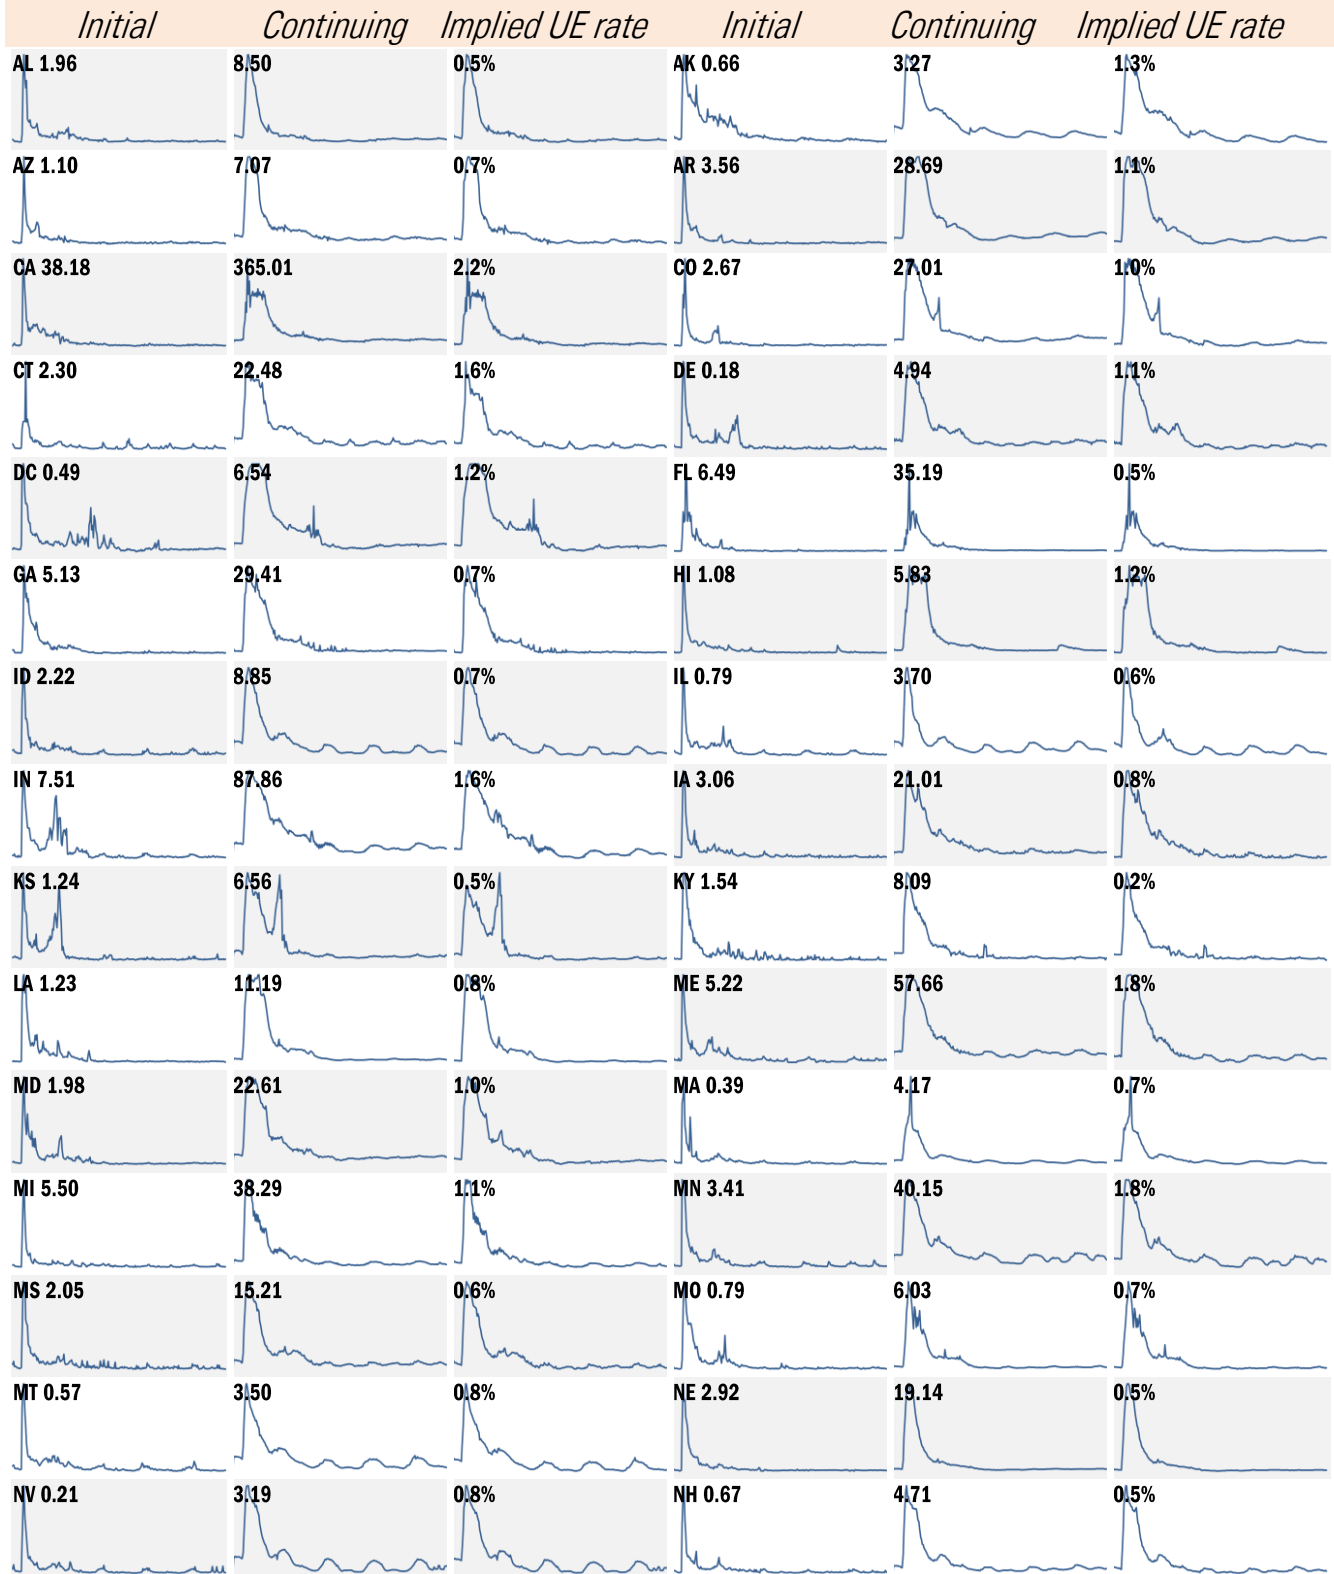 Initial Continuing Implied UE rate Initial Continuing Implied UE rate
AL 1.96 8.50 0.5% AK 0.66 3.27 1.3%
AZ 1.10 7.07 0.7% AR 3.56 28.69 1.1%
CA 38.18 365.01 2.2% CO 2.67 27.01 1.0%
CT 2.30 22.48 1.6% DE 0.18 4.94 1.1%
DC 0.49 6.54 1.2% FL 6.49 35.19 0.5%
GA 5.13 29.41 0.7% HI 1.08 5.83 1.2%
ID 2.22 8.85 0.7% IL 0.79 3.70 0.6%
IN 7.51 87.86 1.6% IA 3.06 21.01 0.8%
KS 1.24 6.56 0.5% KY 1.54 8.09 0.2%
LA 1.23 11.19 0.8% ME 5.22 57.66 1.8%
MD 1.98 22.61 1.0% MA 0.39 4.17 0.7%
MI 5.50 38.29 1.1% MN 3.41 40.15 1.8%
MS 2.05 15.21 0.6% MO 0.79 6.03 0.7%
MT 0.57 3.50 0.8% NE 2.92 19.14 0.5%
NV 0.21 3.19 0.8% NH 0.67 4.71 0.5%